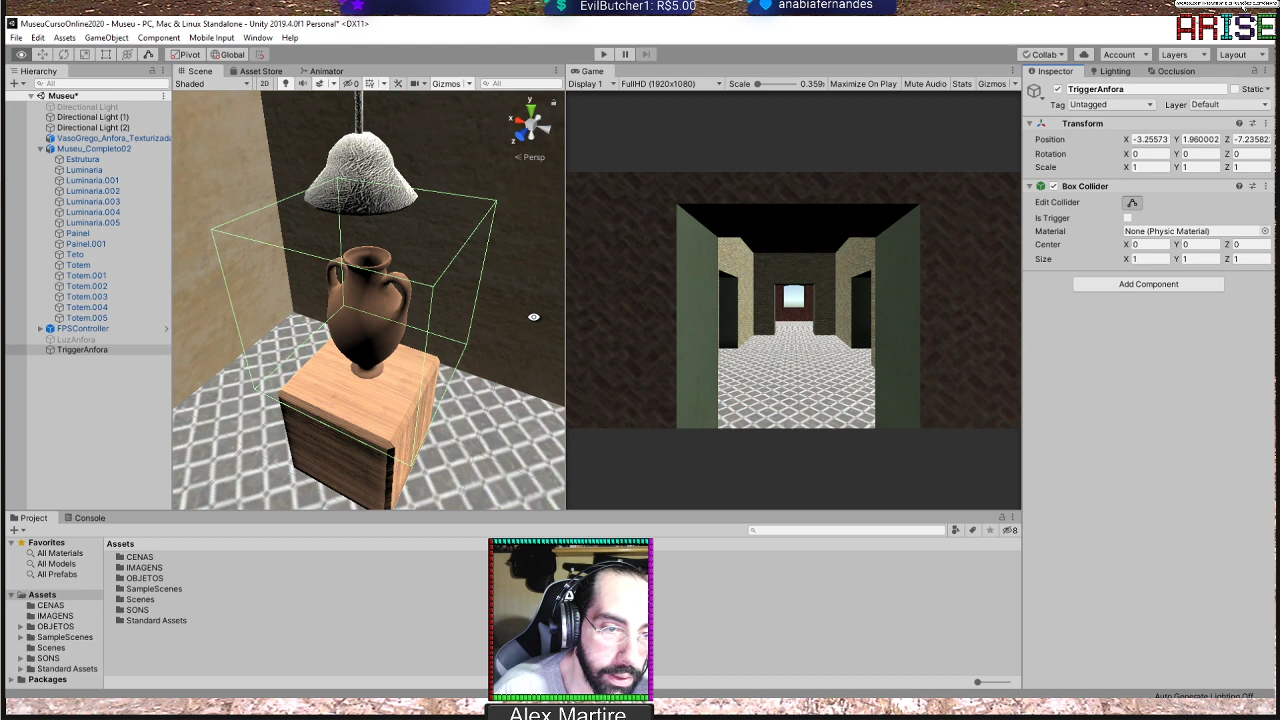 EvilButcher1: R$5.00
anabiafernandes
MuseuCursoOnline2020 - Museu - PC, Mac & Linux Standalone - Unity 2019.4.0f1 Personal* <DX11>
ARISE
File Edit Assets GameObject Component Mobile Input Window Help
Pivot Global
Collab Account Layers Layout
Hierarchy
All
Museu*
Directional Light
Directional Light (1)
Directional Light (2)
VasoGrego_Anfora_Texturizada
Museu_Completo02
Estrutura
Luminaria
Luminaria.001
Luminaria.002
Luminaria.003
Luminaria.004
Luminaria.005
Painel
Painel.001
Teto
Totem
Totem.001
Totem.002
Totem.003
Totem.004
Totem.005
FPSController
LuzAnfora
TriggerAnfora
Scene Asset Store Animator
Shaded 2D 0 Gizmos All
y
x
z
Persp
Game
Display 1 FullHD (1920x1080) Scale 0.359 Maximize On Play Mute Audio Stats Gizmos
Inspector Lighting Occlusion
TriggerAnfora Static
Tag Untagged Layer Default
Transform
Position X -3.25573 Y 1.960002 Z -7.23582
Rotation X 0 Y 0 Z 0
Scale X 1 Y 1 Z 1
Box Collider
Edit Collider
Is Trigger
Material None (Physic Material)
Center X 0 Y 0 Z 0
Size X 1 Y 1 Z 1
Add Component
Project Console
8
Favorites
All Materials
All Models
All Prefabs
Assets
CENAS
IMAGENS
OBJETOS
SampleScenes
Scenes
SONS
Standard Assets
Packages
Assets
CENAS
IMAGENS
OBJETOS
SampleScenes
Scenes
SONS
Standard Assets
Auto Generate Lighting Off
Alex Martire